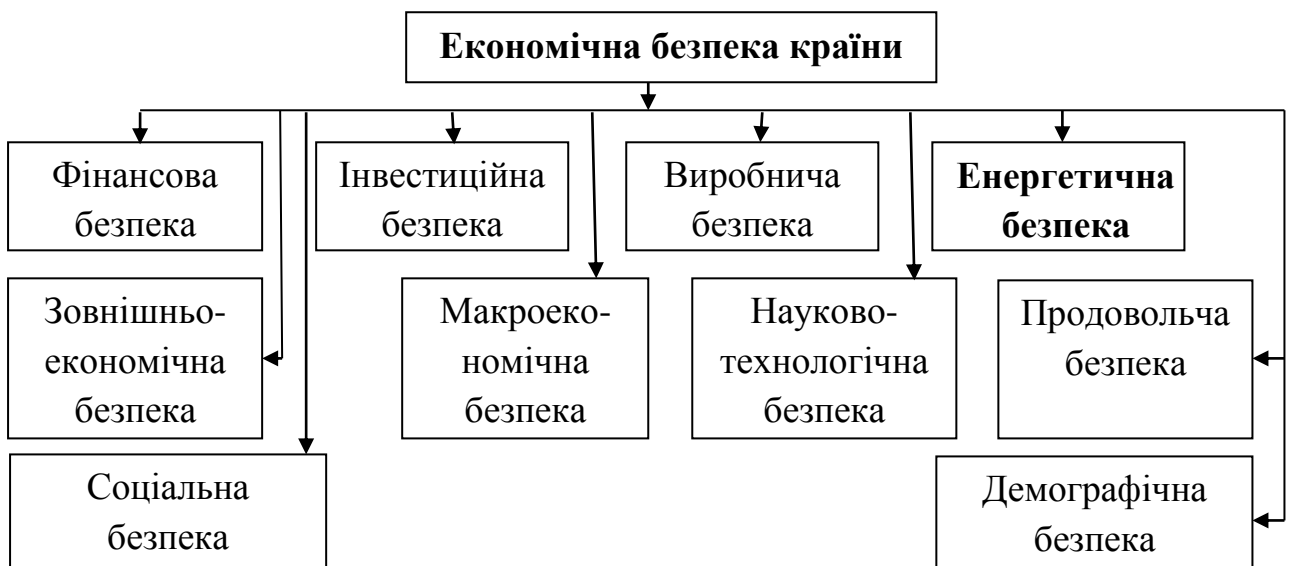 Економічна безпека країни
Фінансова
безпека
Інвестиційна
безпека
Виробнича
безпека
Енергетична
безпека
Зовнішньо-
економічна
безпека
Макроеко-
номічна
безпека
Науково-
технологічна
безпека
Продовольча
безпека
Соціальна
безпека
Демографічна
безпека